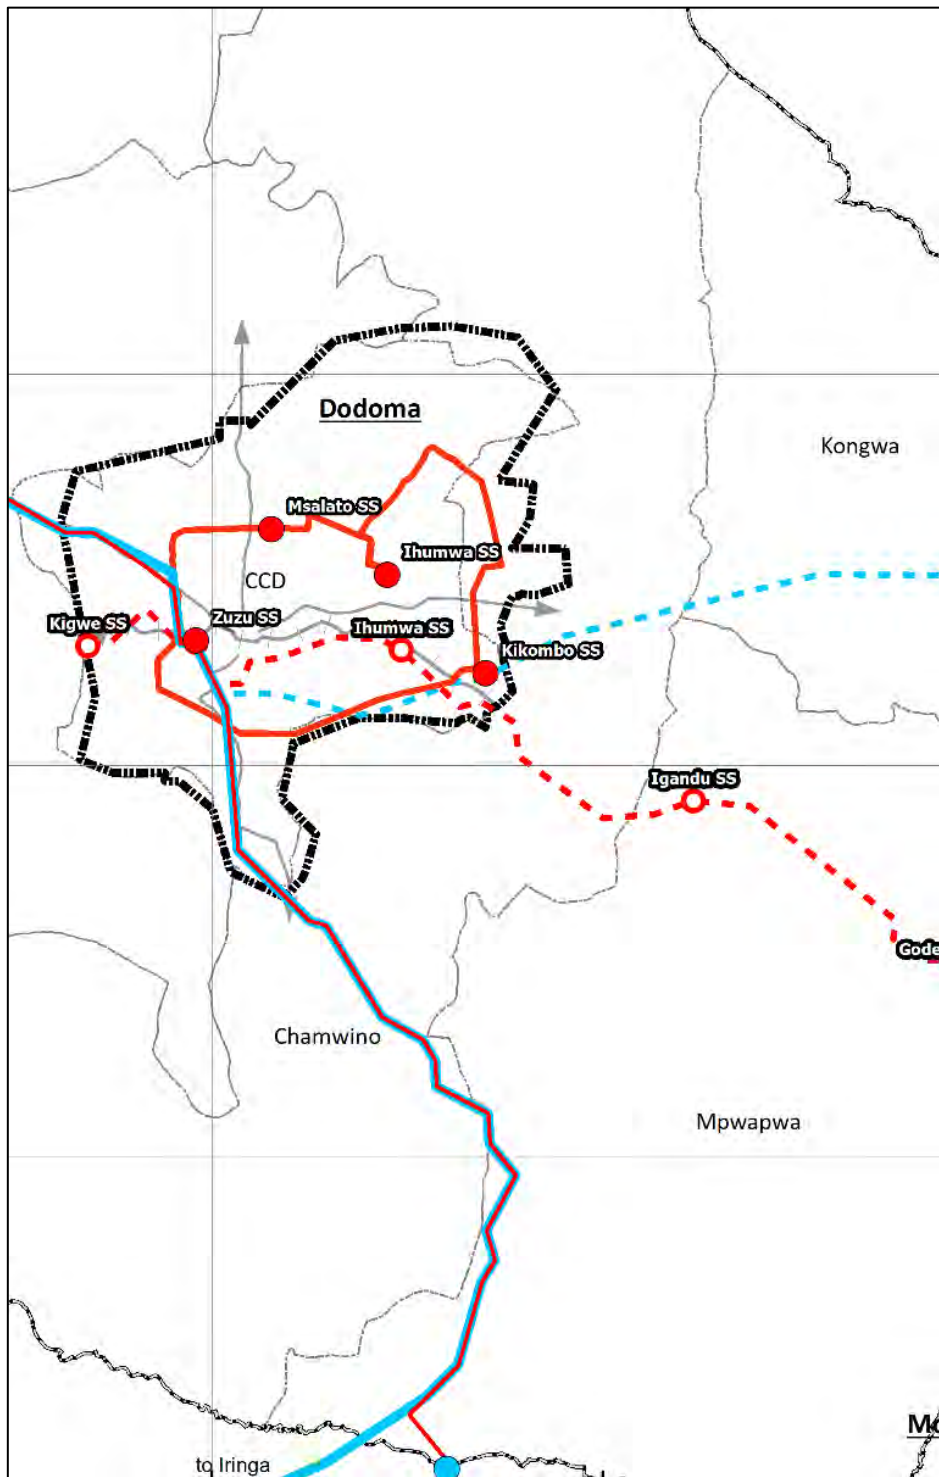 Dodoma
Kongwa
Msalato SS
Ihumwa SS
CCD
Kigwe SS
Zuzu SS
Ihumwa SS
Kikombo SS
Igandu SS
Gode
Chamwino
Mpwapwa
to Iringa